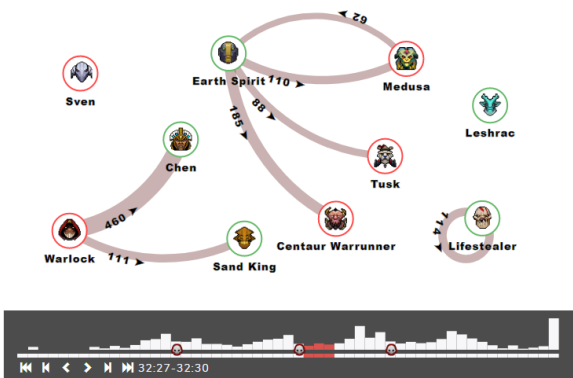 62
Earth Spirit
110
Medusa
Sven
88
185
Leshrac
Chen
Tusk
460
114
Warlock
111
Sand King
Centaur Warrunner
Lifestealer
32:27-32:30